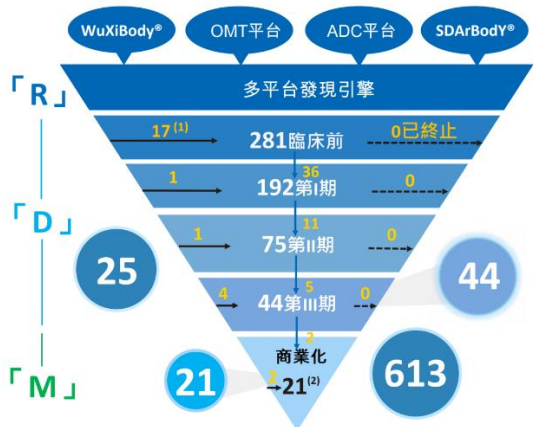 WuXiBody®
OMT平台
ADC平台
SDArBodY®
「R」
多平台發現引擎
17(1)
281臨床前
0已終止
36
1
192第I期
0
「D」
11
1
75第II期
0
25
44
5
4
44第III期
0
2
商業化
21
2
21(2)
613
「M」